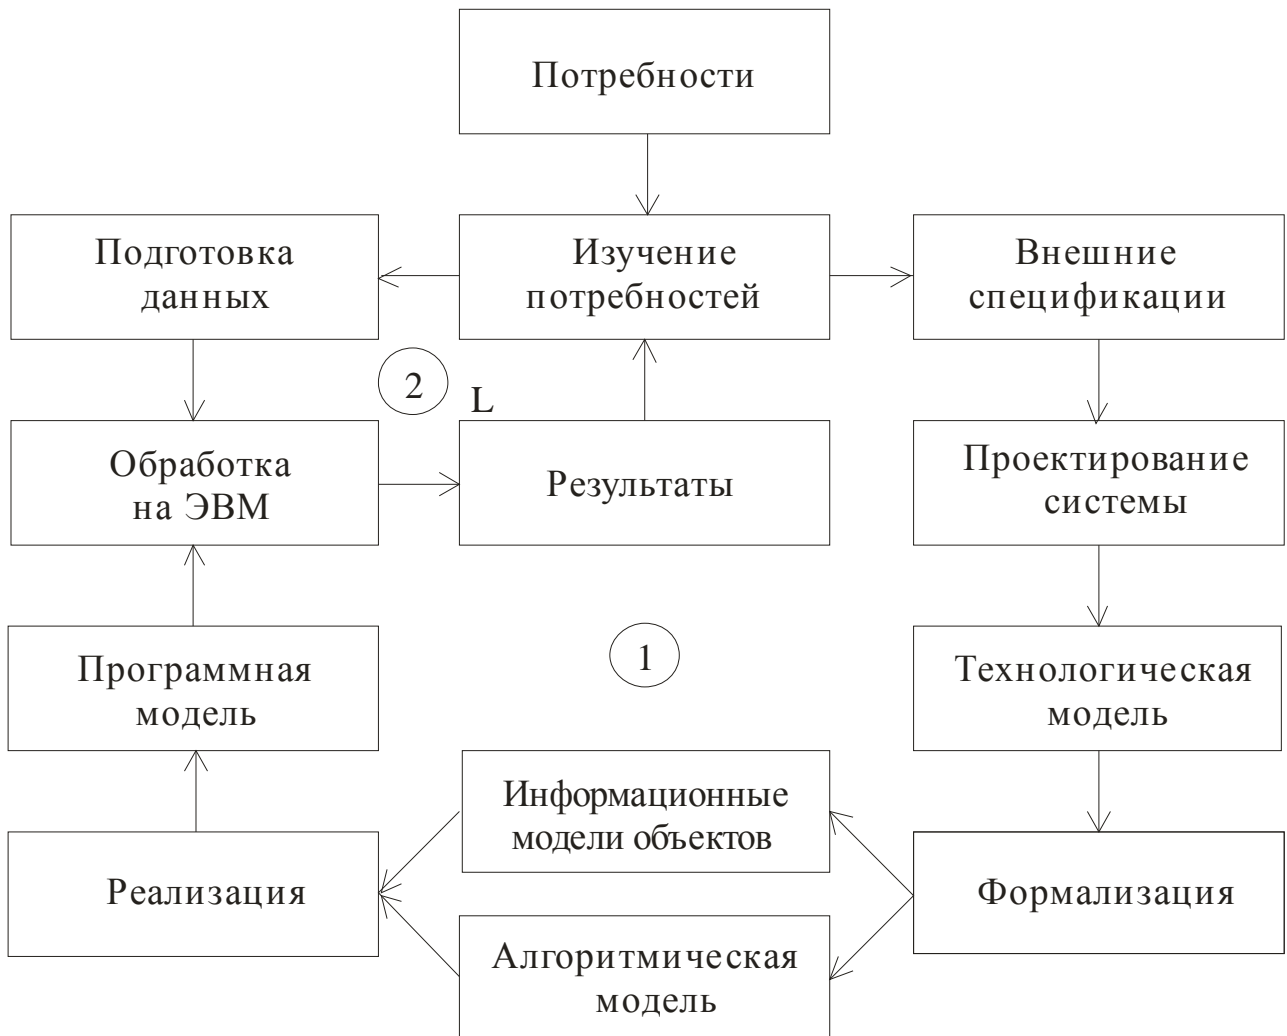 Потребности
Подготовка
данных
Изучение
потребностей
Внешние
спецификации
2
L
Обработка
на ЭВМ
Результаты
Проектирование
системы
1
Программная
модель
Технологическая
модель
Информационные
модели объектов
Реализация
Формализация
Алгоритмическая
модель